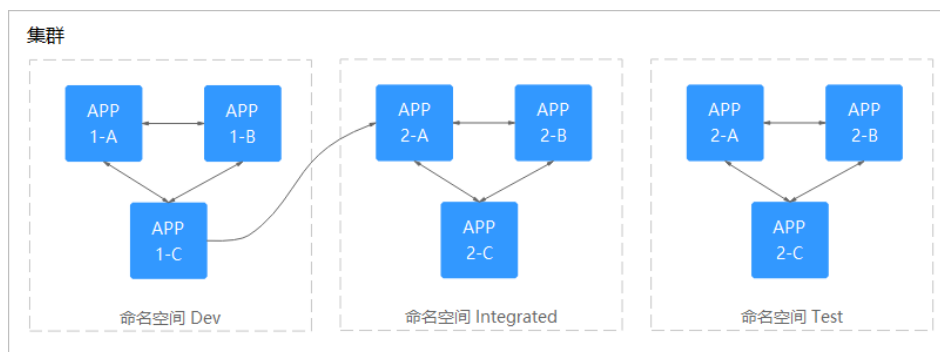 集群
APP
1-A
APP
1-B
APP
1-C
命名空间 Dev
APP
2-A
APP
2-B
APP
2-C
命名空间 Integrated
APP
2-A
APP
2-B
APP
2-C
命名空间 Test